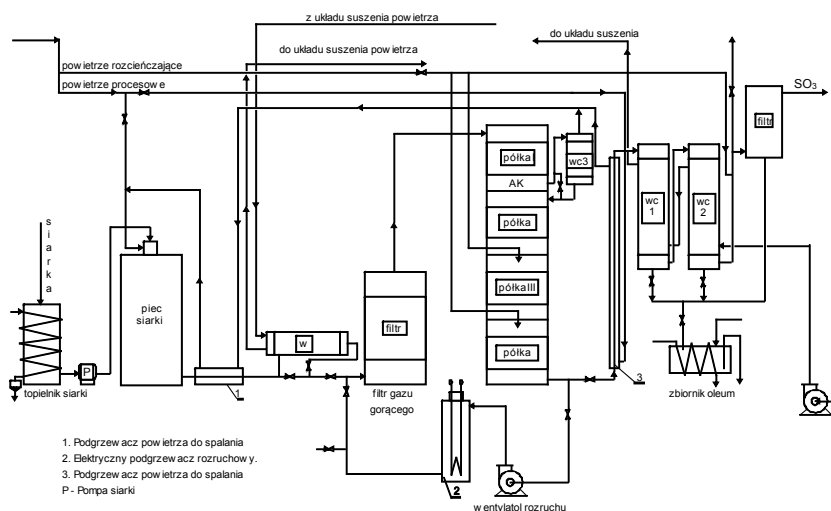 z układu suszenia powietrza
do układu suszenia powietrza
do układu suszenia
powietrze rozcieńczające
powietrze procesowe
SO3
filtr
półka I
wc3
AK
siarka
wc 1
wc 2
półka
piec siarki
półka III
filtr
w
półka
P
topielnik siarki
1
filtr gazu
gorącego
3
zbiornik oleum
1. Podgrzewacz powietrza do spalania
2. Elektryczny podgrzewacz rozruchowy.
3. Podgrzewacz powietrza do spalania
P - Pompa siarki
2
wentylatol rozruchu